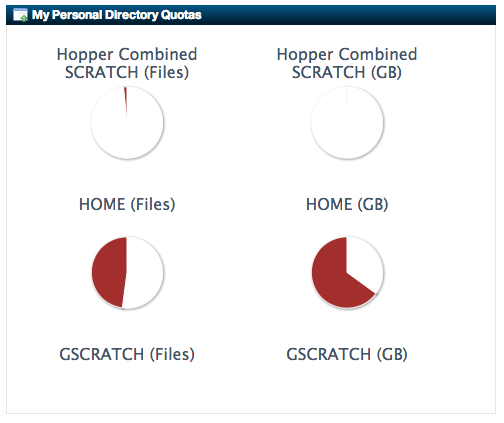 My Personal Directory Quotas
Hopper Combined
SCRATCH (Files)
Hopper Combined
SCRATCH (GB)
HOME (Files)
HOME (GB)
GSCRATCH (Files)
GSCRATCH (GB)